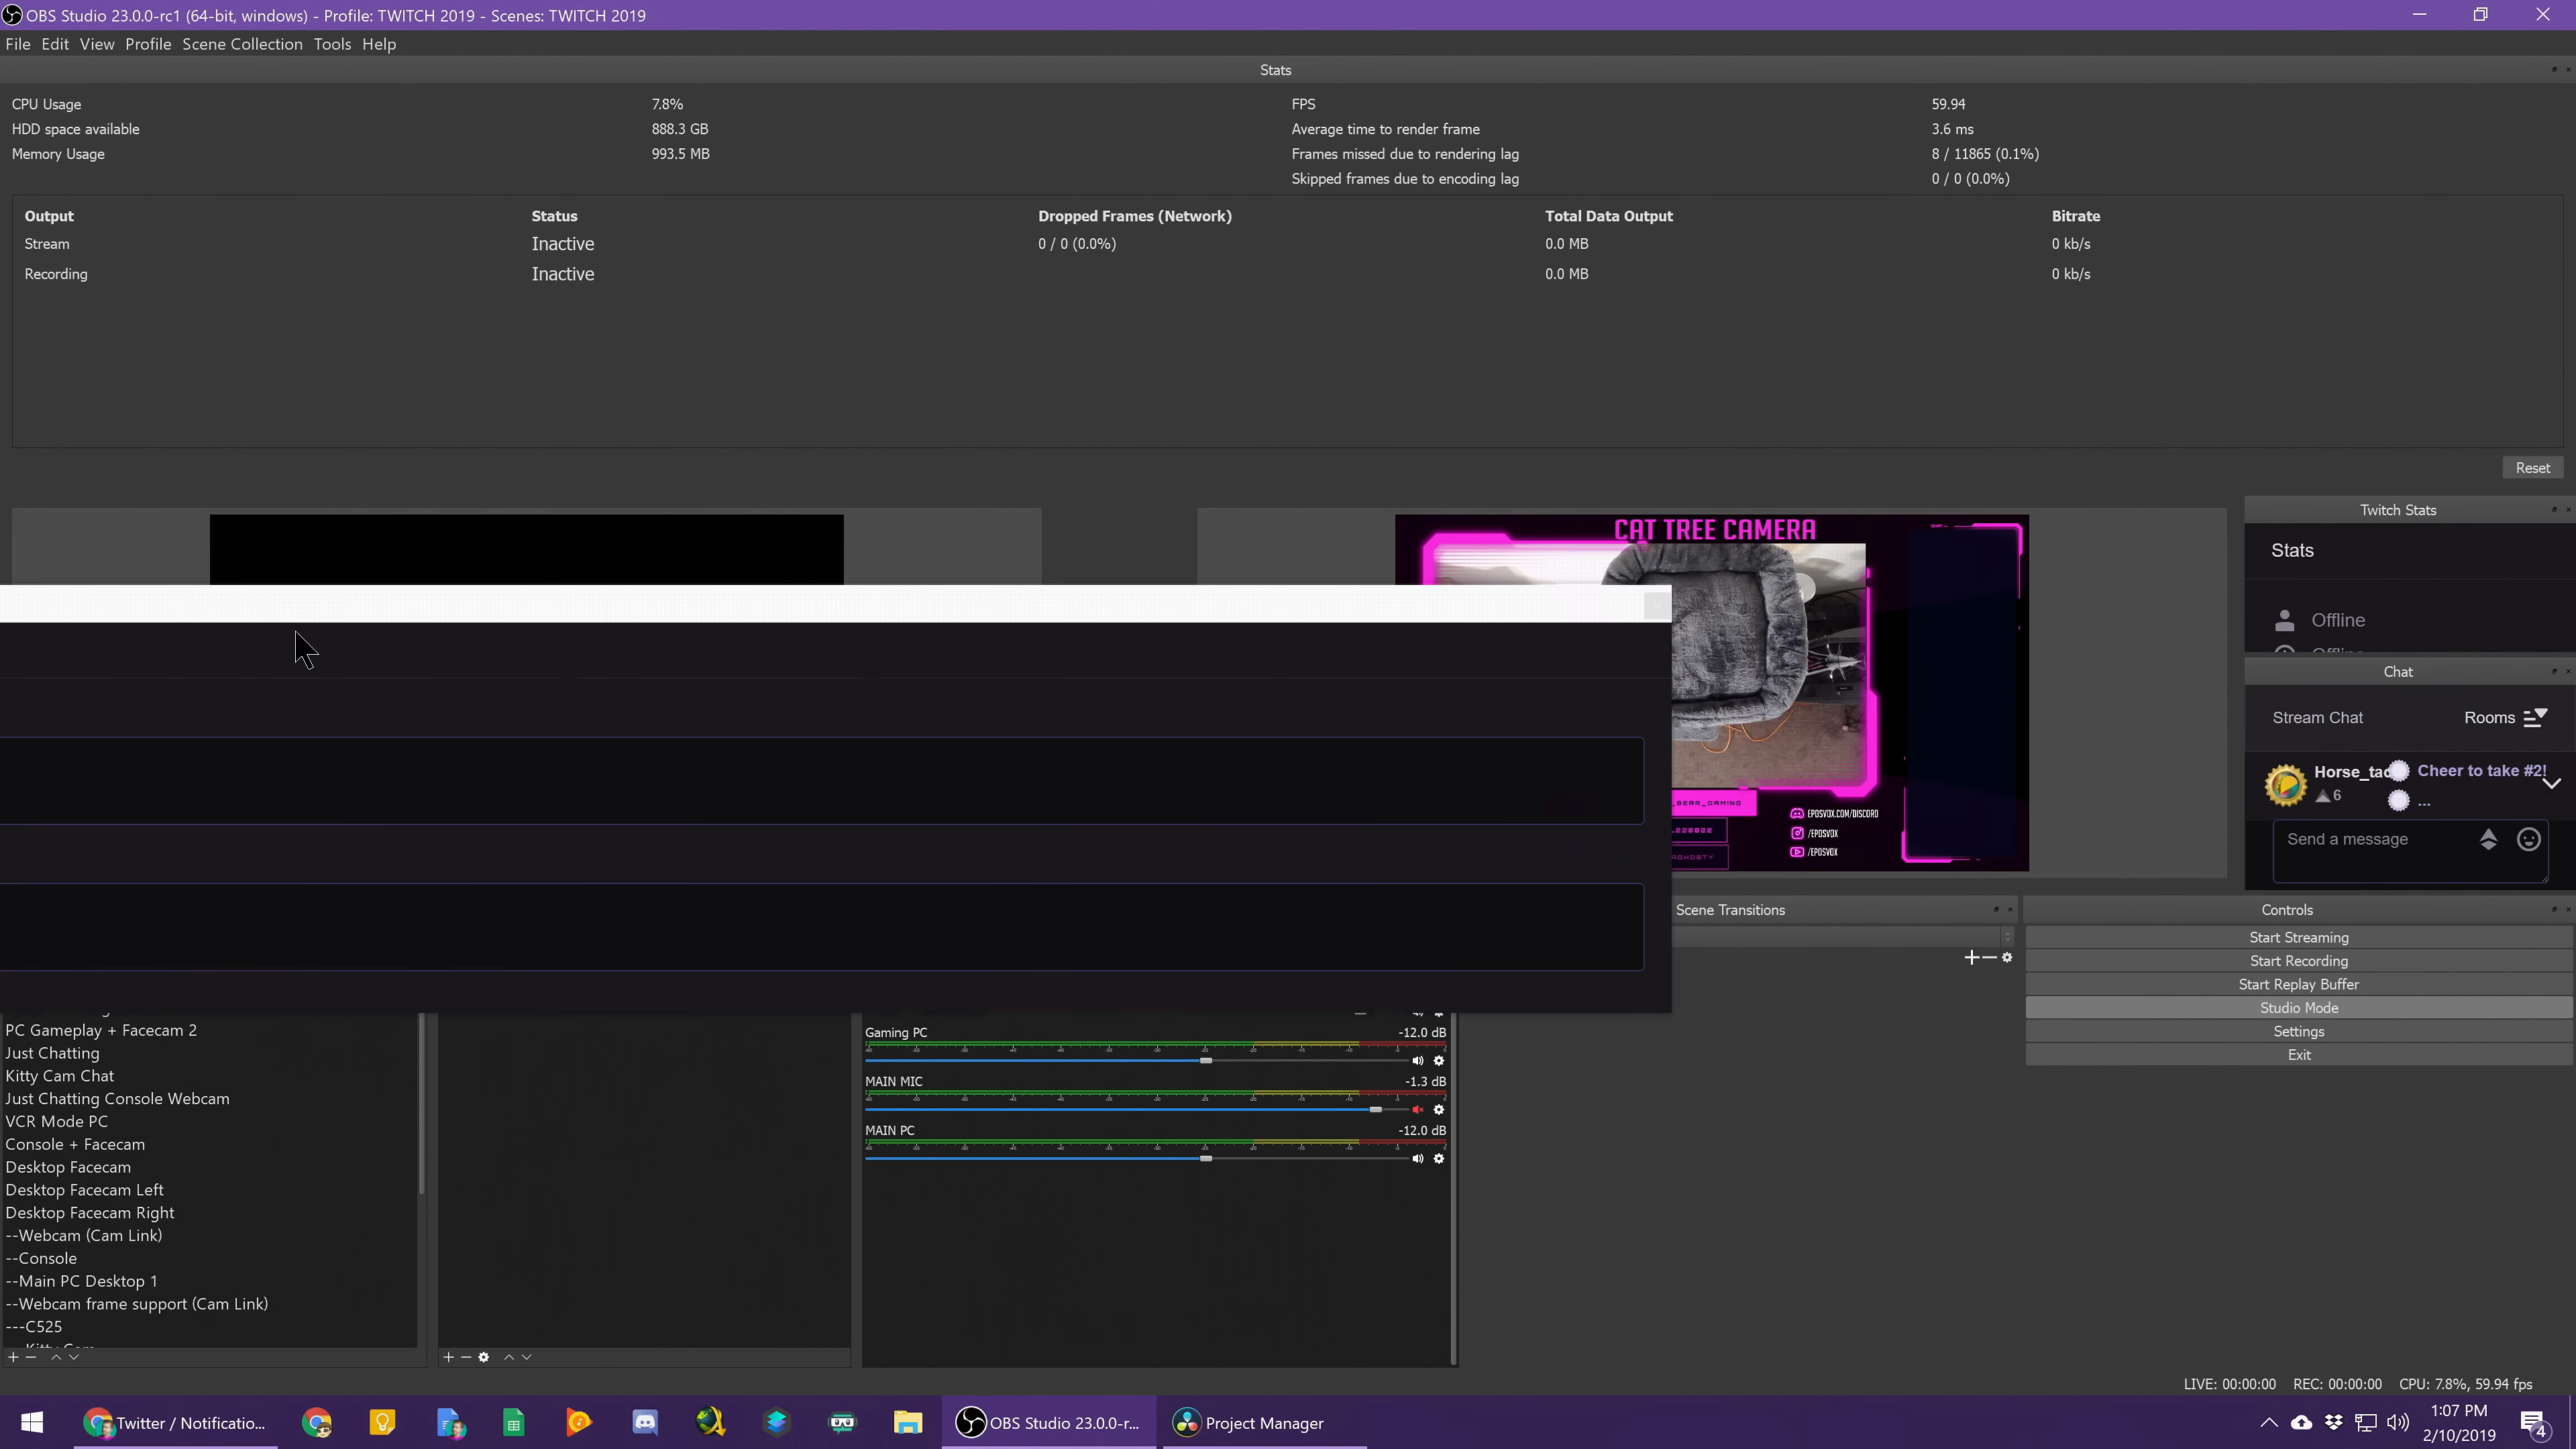 OBS Studio 23.0.0-rc1 (64-bit, windows) - Profile: TWITCH 2019 - Scenes: TWITCH 2019
File Edit View Profile Scene Collection Tools Help
Stats
CPU Usage 7.8% FPS 59.94
HDD space available 888.3 GB Average time to render frame 3.6 ms
Memory Usage 993.5 MB Frames missed due to rendering lag 8 / 11865 (0.1%)
Skipped frames due to encoding lag 0 / 0 (0.0%)
Output Status Dropped Frames (Network) Total Data Output Bitrate
Stream Inactive 0 / 0 (0.0%) 0.0 MB 0 kb/s
Recording Inactive 0.0 MB 0 kb/s
Reset
CAT TREE CAMERA
_BEAR_GAMING
EPOSVOX.COM/DISCORD
/EPOSVOX
/EPOSVOX
Twitch Stats
Stats
Offline
Chat
Stream Chat Rooms
Horse_tac Cheer to take #2!
6 ...
Send a message
Scene Transitions
Controls
Start Streaming
Start Recording
Start Replay Buffer
Studio Mode
Settings
Exit
PC Gameplay + Facecam 2
Just Chatting
Kitty Cam Chat
Just Chatting Console Webcam
VCR Mode PC
Console + Facecam
Desktop Facecam
Desktop Facecam Left
Desktop Facecam Right
--Webcam (Cam Link)
--Console
--Main PC Desktop 1
--Webcam frame support (Cam Link)
---C525
Gaming PC -12.0 dB
MAIN MIC -1.3 dB
MAIN PC -12.0 dB
LIVE: 00:00:00 REC: 00:00:00 CPU: 7.8%, 59.94 fps
Twitter / Notificatio...
OBS Studio 23.0.0-r...
Project Manager
1:07 PM
2/10/2019
4